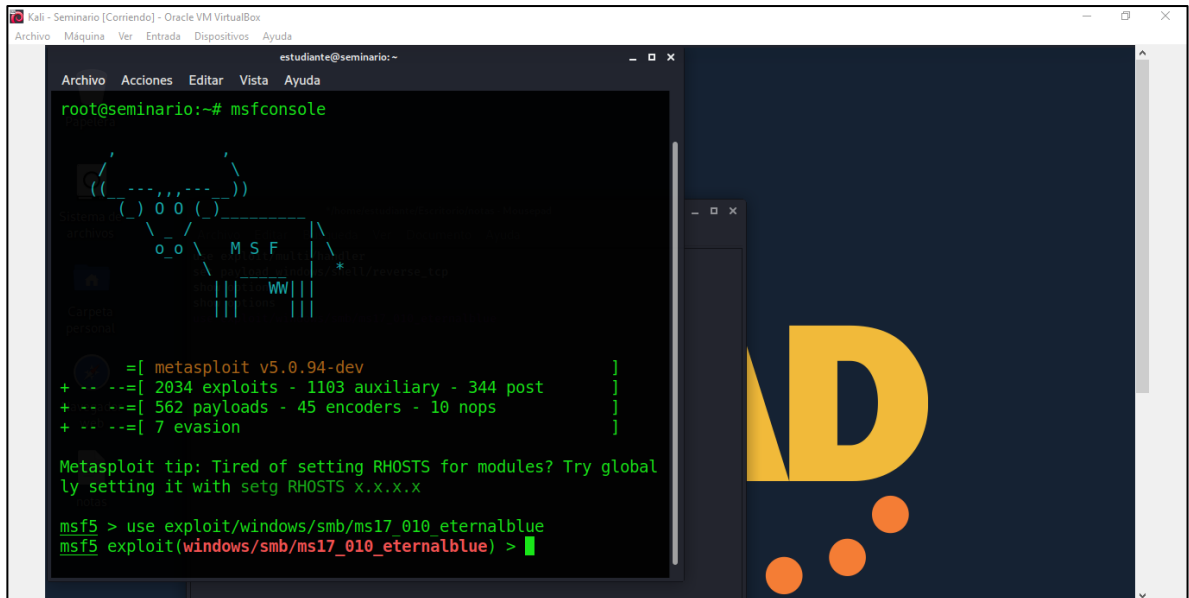 Kali - Seminario [Corriendo] - Oracle VM VirtualBox
Archivo Máquina Ver Entrada Dispositivos Ayuda
estudiante@seminario: ~
Archivo Acciones Editar Vista Ayuda
root@seminario:~# msfconsole
M S F
=[ metasploit v5.0.94-dev ]
+ -- --=[ 2034 exploits - 1103 auxiliary - 344 post ]
+ -- --=[ 562 payloads - 45 encoders - 10 nops ]
+ -- --=[ 7 evasion ]
Metasploit tip: Tired of setting RHOSTS for modules? Try global
ly setting it with setg RHOSTS x.x.x.x
msf5 > use exploit/windows/smb/ms17_010_eternalblue
msf5 exploit(windows/smb/ms17_010_eternalblue) >
AD